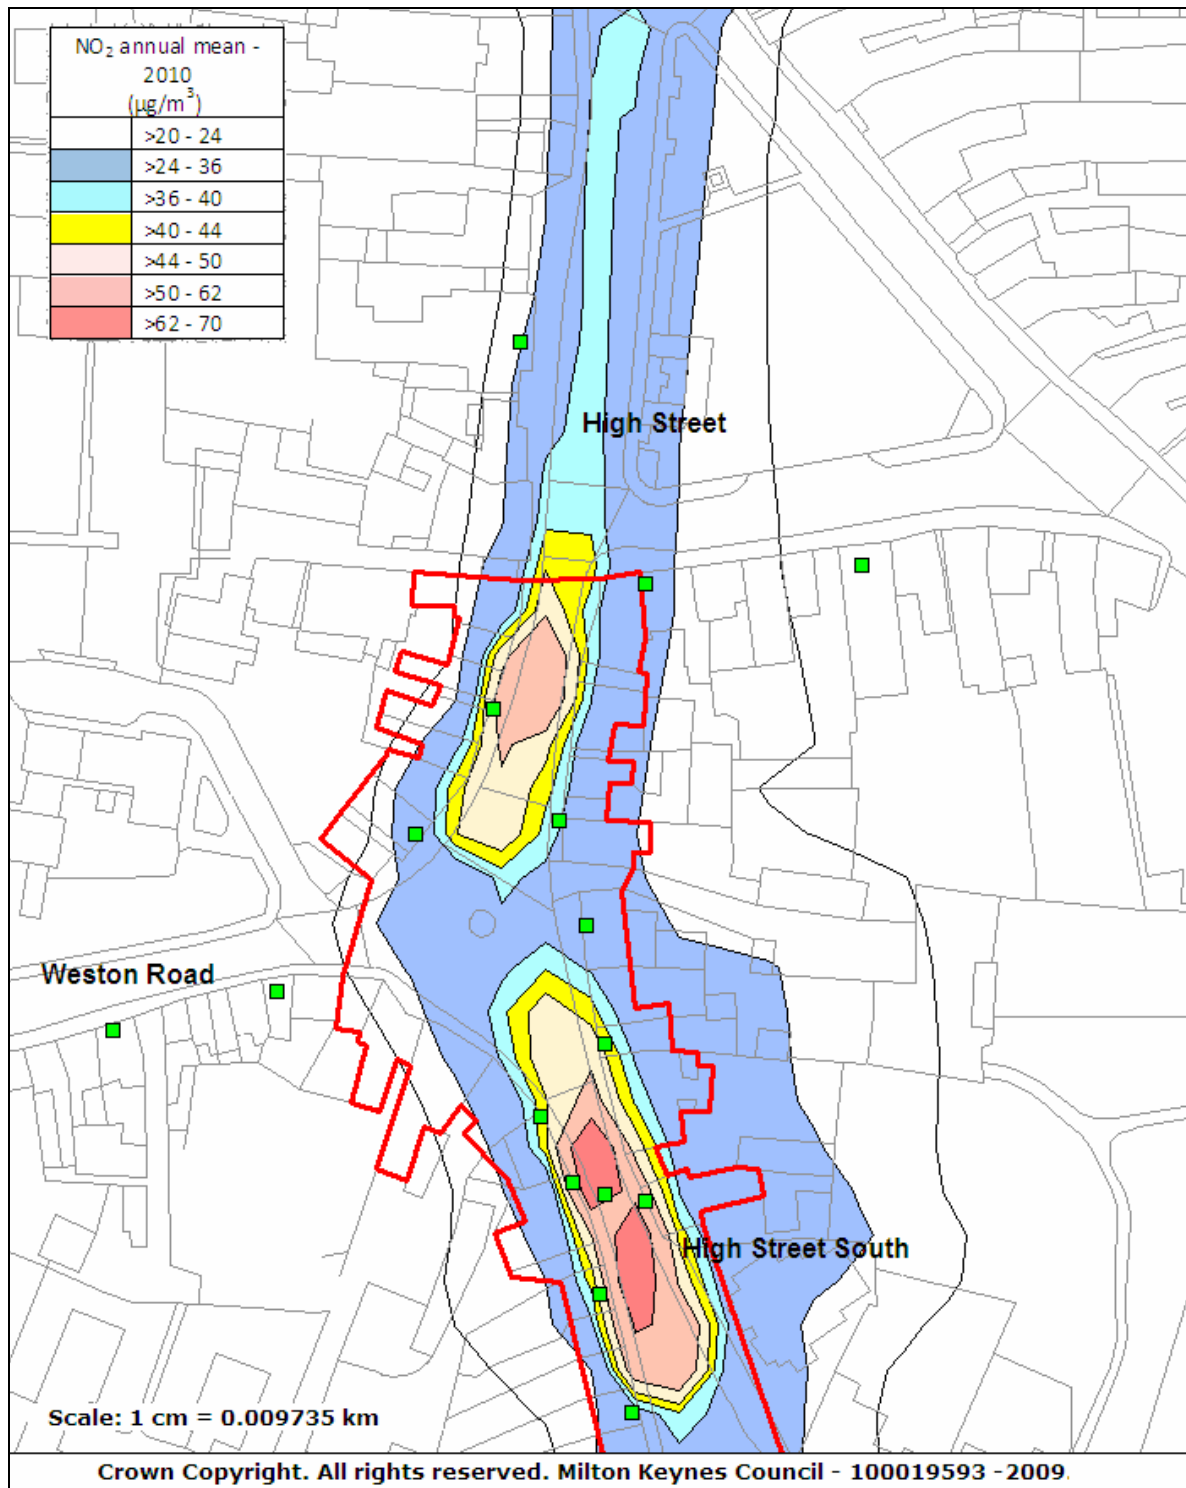 NO₂ annual mean -
2010
(µg/m³)
>20 - 24
>24 - 36
>36 - 40
>40 - 44
>44 - 50
>50 - 62
>62 - 70
High Street
Weston Road
High Street South
Scale: 1 cm = 0.009735 km
Crown Copyright. All rights reserved. Milton Keynes Council - 100019593 -2009.